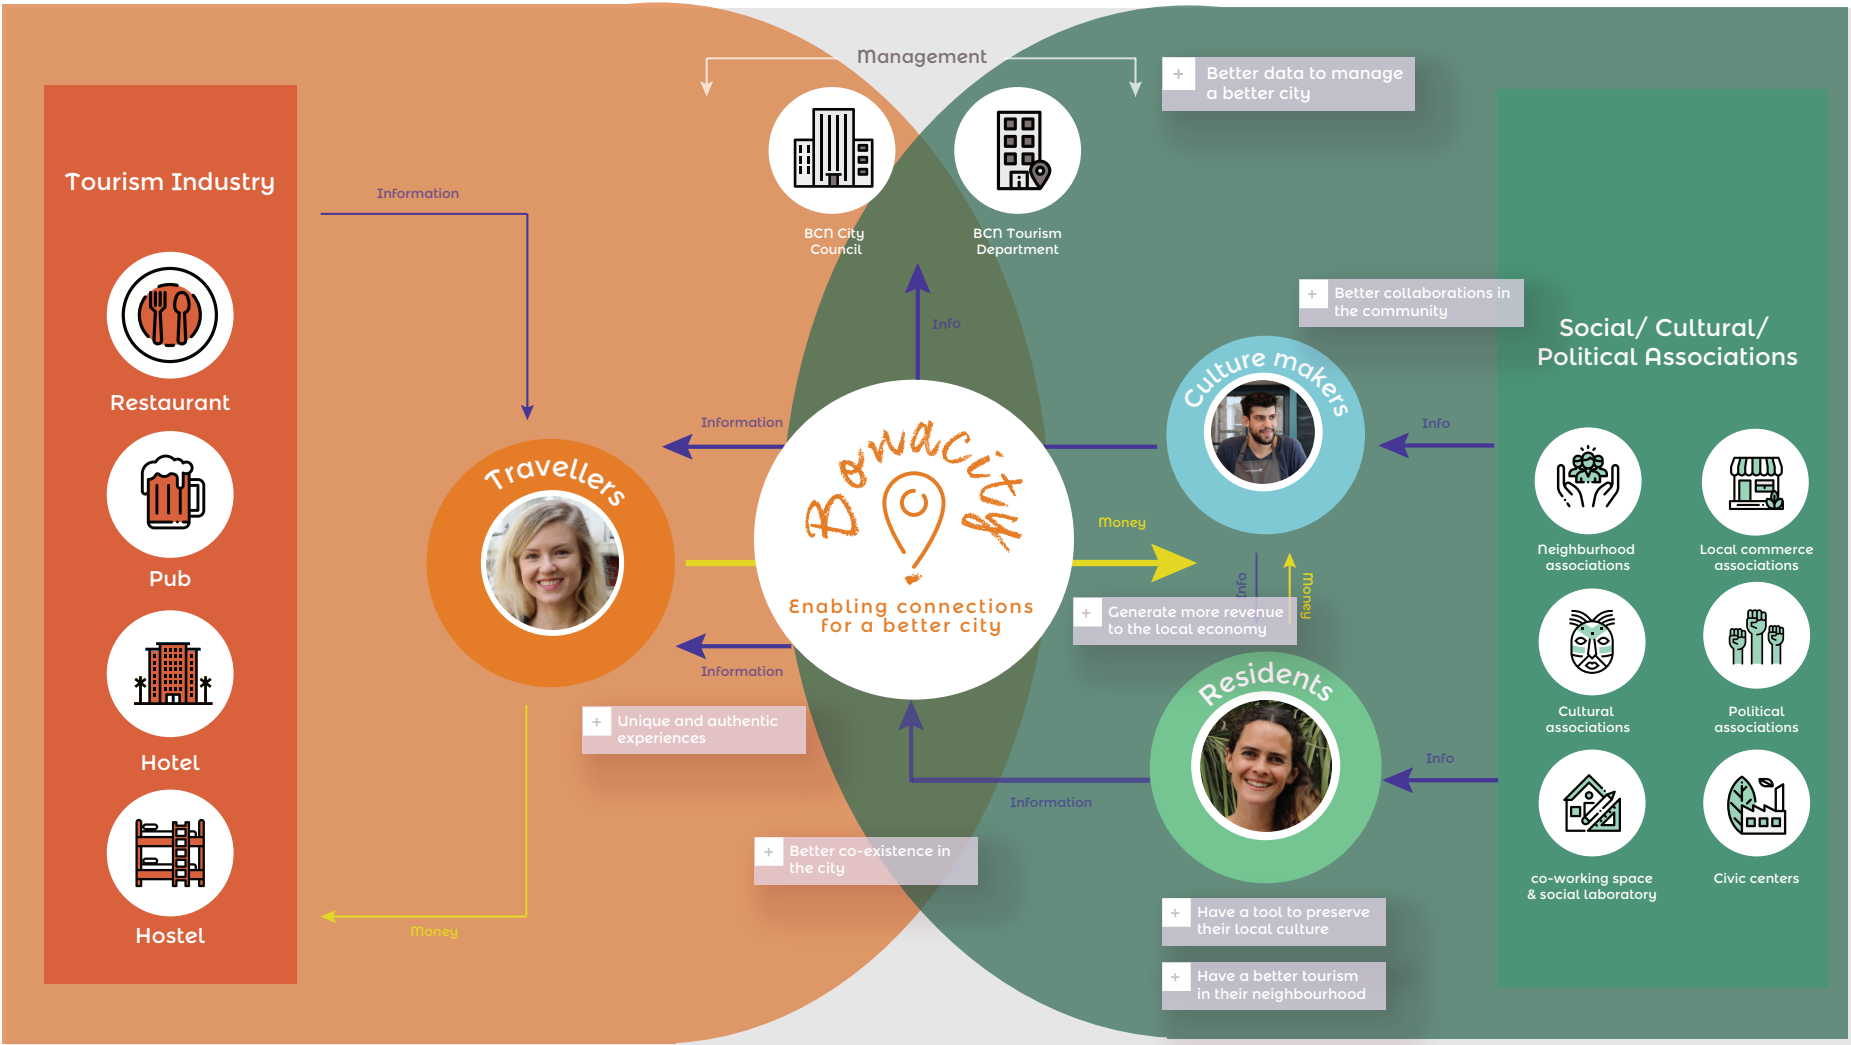 Management
+ Better data to manage
a better city
Tourism Industry
Information
BCN City
Council
BCN Tourism
Department
Restaurant
+ Better collaborations in
the community
Info
Social/ Cultural/
Political Associations
Culture makers
Information
Info
Pub
Travellers
BonaCity
Enabling connections
for a better city
Money
Neighburhood
associations
Local commerce
associations
Info
Money
+ Generate more revenue
to the local economy
Information
Residents
Hotel
+ Unique and authentic
experiences
Cultural
associations
Political
associations
Info
Information
+ Better co-existence in
the city
co-working space
& social laboratory
Civic centers
Hostel
Money
+ Have a tool to preserve
their local culture
+ Have a better tourism
in their neighbourhood